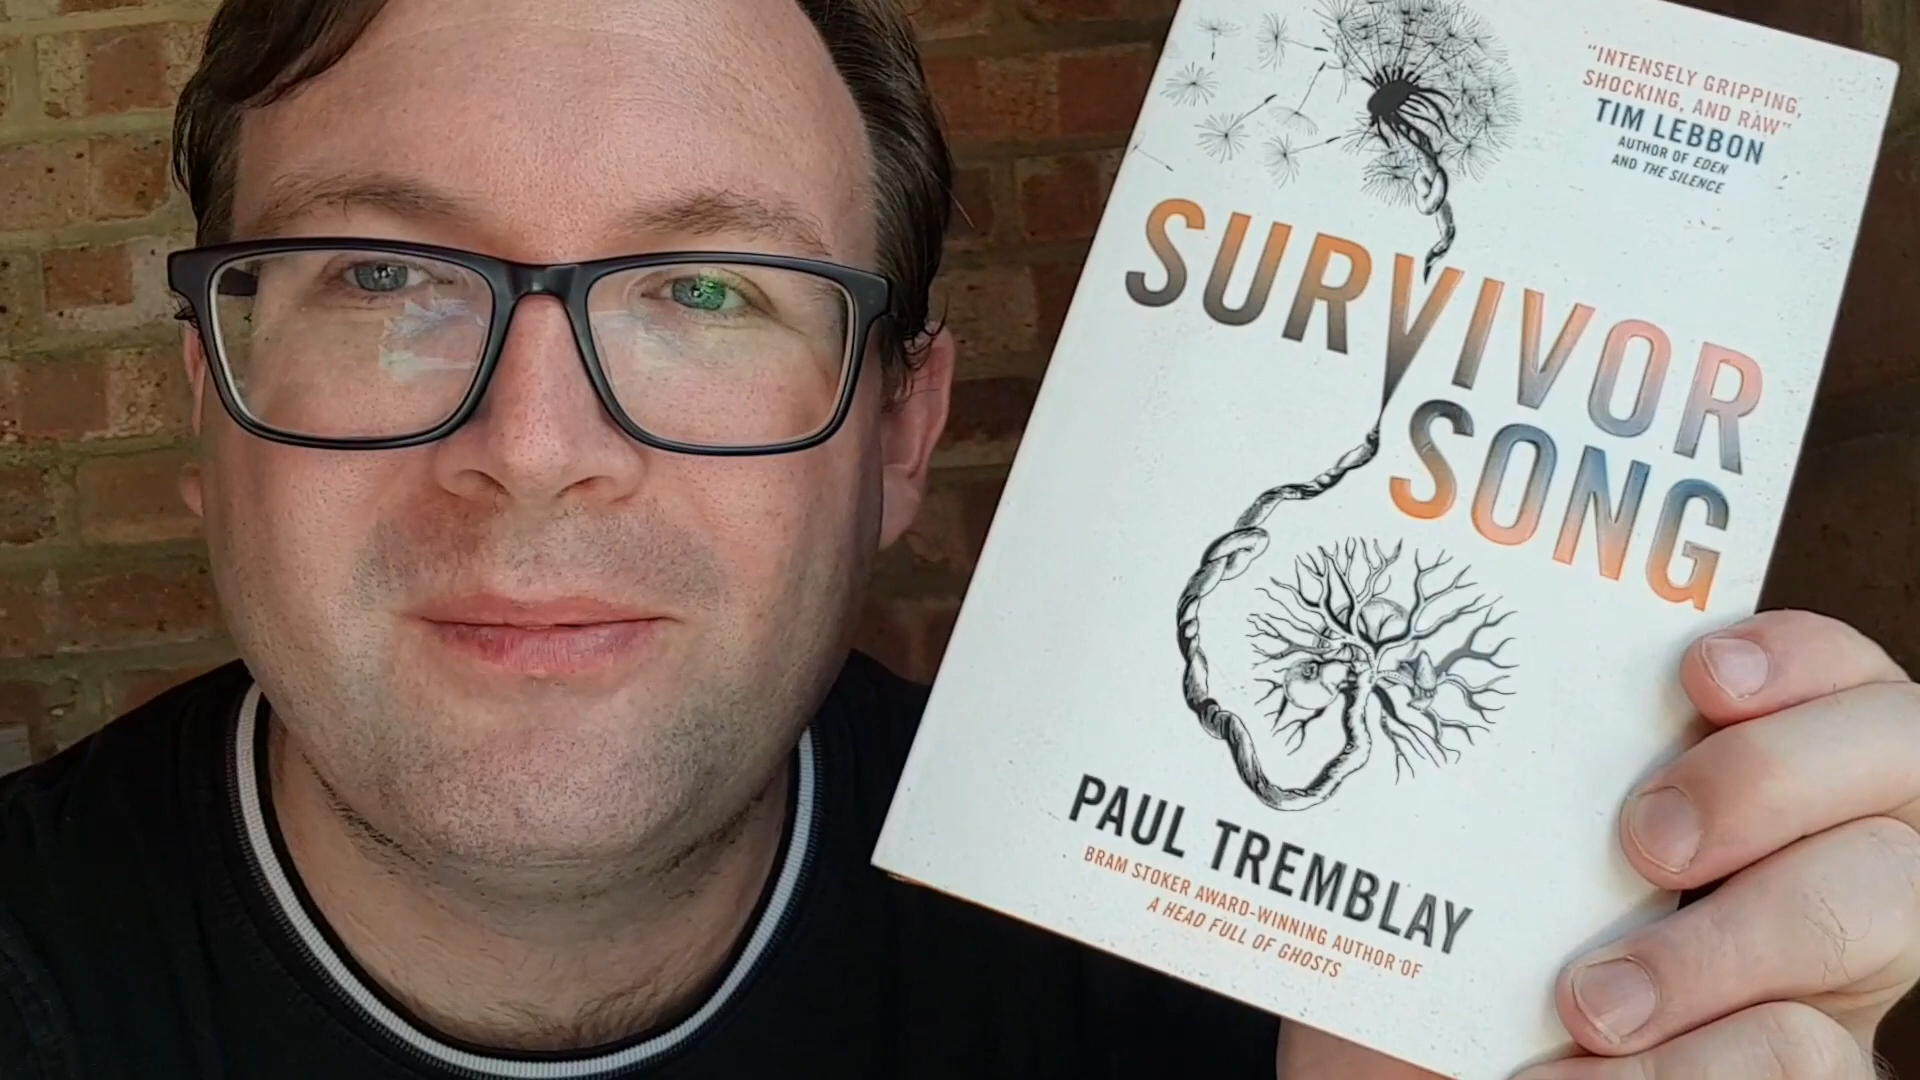 “INTENSELY GRIPPING,
SHOCKING, AND RAW”
TIM LEBBON
AUTHOR OF EDEN
AND THE SILENCE
SURVIVOR
SONG
PAUL TREMBLAY
BRAM STOKER AWARD-WINNING AUTHOR OF
A HEAD FULL OF GHOSTS